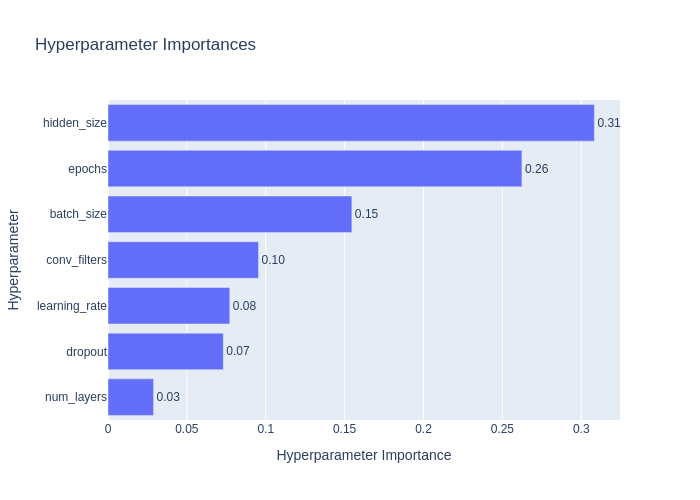 Hyperparameter Importances
hidden_size 0.31
epochs 0.26
batch_size 0.15
conv_filters 0.10
learning_rate 0.08
dropout 0.07
num_layers 0.03
0 0.05 0.1 0.15 0.2 0.25 0.3
Hyperparameter Importance
Hyperparameter